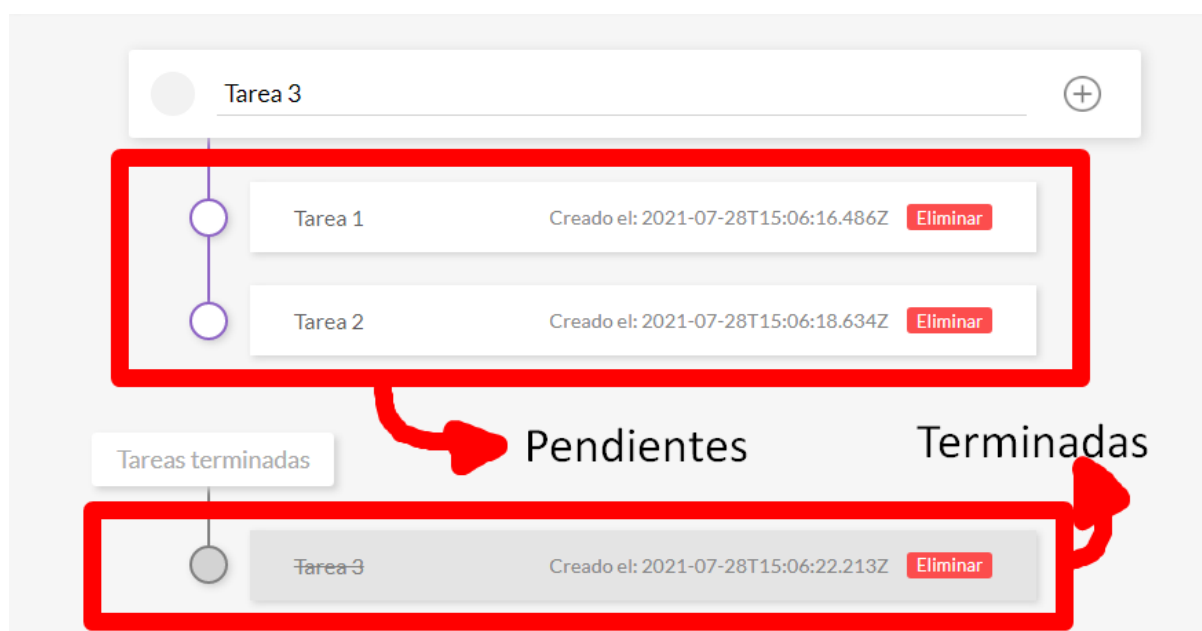 Tarea 3
Tarea 1 Creado el: 2021-07-28T15:06:16.486Z Eliminar
Tarea 2 Creado el: 2021-07-28T15:06:18.634Z Eliminar
Pendientes
Terminadas
Tareas terminadas
Tarea 3 Creado el: 2021-07-28T15:06:22.213Z Eliminar